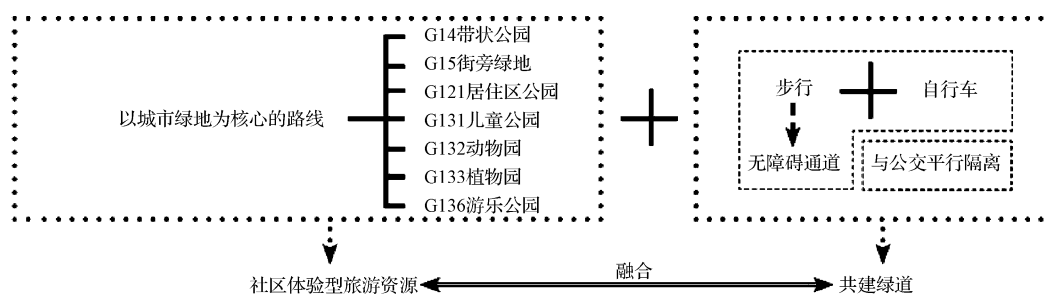 以城市绿地为核心的路线
G14带状公园
G15街旁绿地
G121居住区公园
G131儿童公园
G132动物园
G133植物园
G136游乐公园
步行
自行车
无障碍通道
与公交平行隔离
社区体验型旅游资源
融合
共建绿道